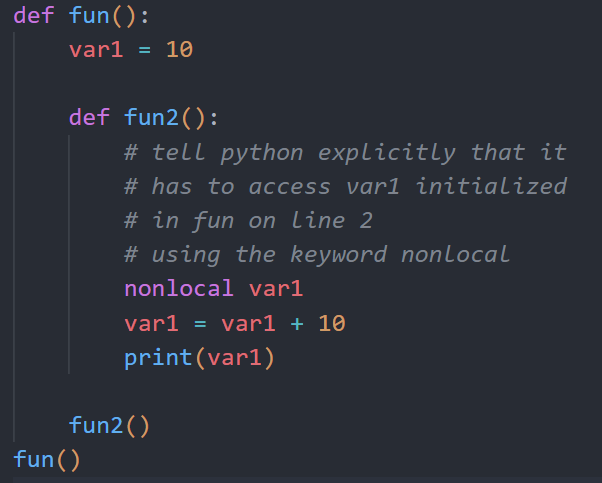 def fun():
    var1 = 10

    def fun2():
        # tell python explicitly that it
        # has to access var1 initialized
        # in fun on line 2
        # using the keyword nonlocal
        nonlocal var1
        var1 = var1 + 10
        print(var1)

    fun2()
fun()